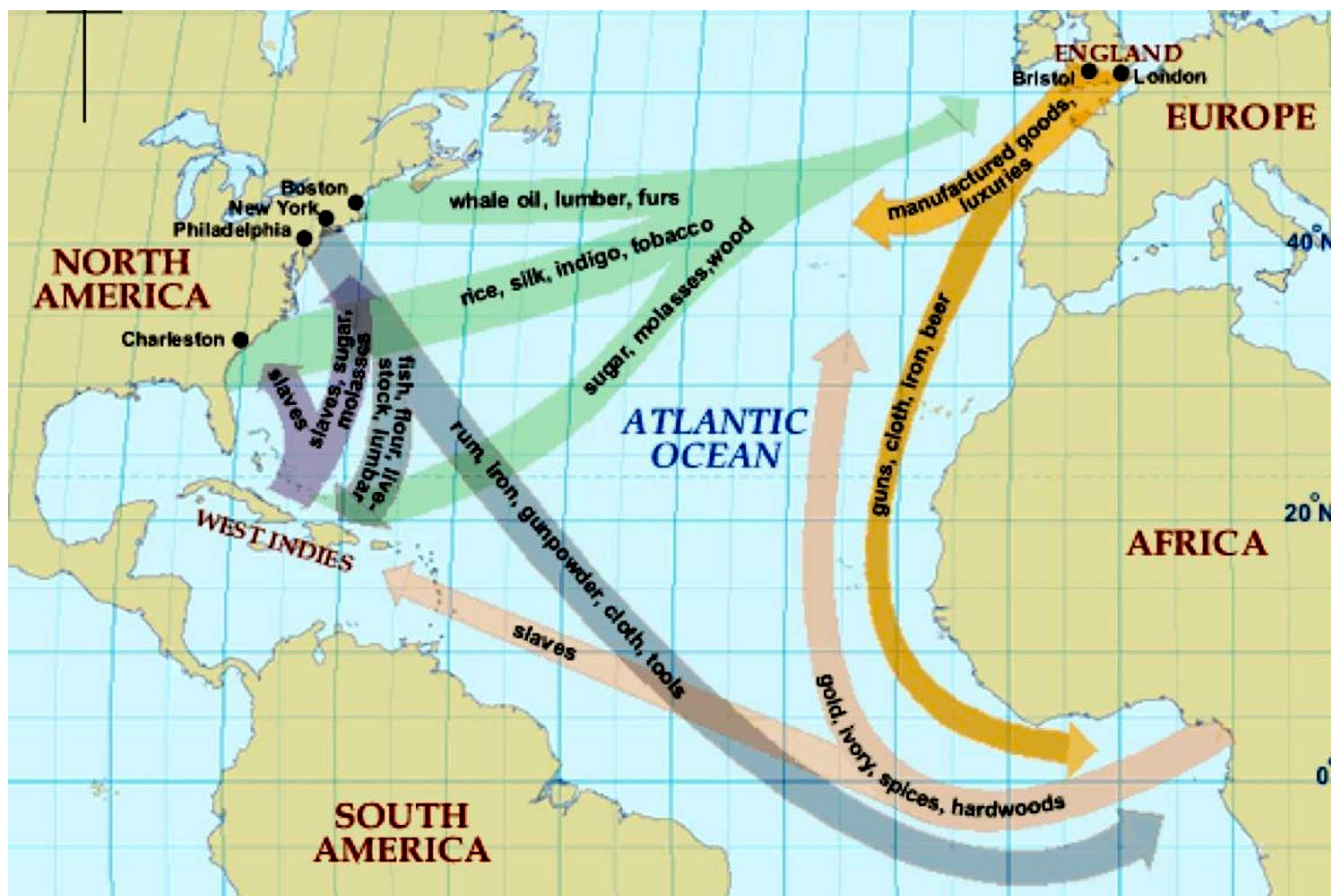 ENGLAND
Bristol
London
EUROPE
manufactured goods,
luxuries
Boston
New York
Philadelphia
whale oil, lumber, furs
NORTH
AMERICA
rice, silk, indigo, fobacco
40°N
sugar, molasses,wood
Charleston
slaves
slaves, sugar,
molasses
fish, flour, live-
stock, lumbar
guns, cloth, iron, beer
ATLANTIC
OCEAN
rum, iron, gunpowder, cloth, tools
WEST INDIES
20°N
AFRICA
slaves
gold, ivory, spices, hardwoods
0°
SOUTH
AMERICA